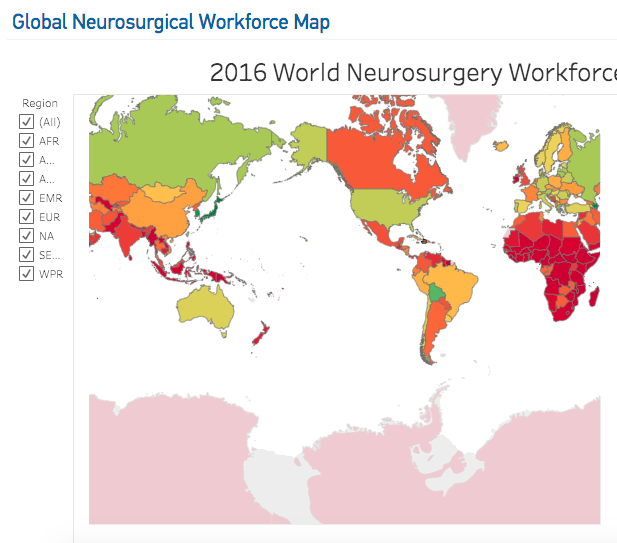 Global Neurosurgical Workforce Map
2016 World Neurosurgery Workforce
Region
(All)
AFR
A...
A...
EMR
EUR
NA
SE...
WPR